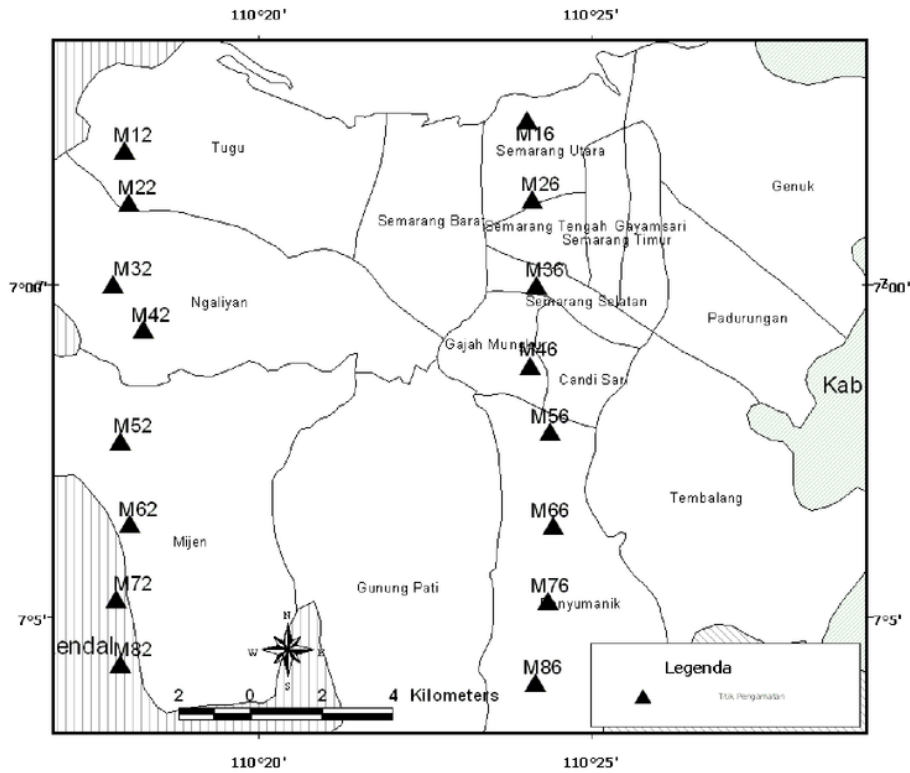 110°20' 110°25'
M12
M16
Tugu
Semarang Utara
M22
M26
Genuk
Semarang Barat
Semarang Tengah Gayamsari
Semarang Timur
M32
M36
7°00'
7°00'
Ngaliyan
Semarang Selatan
M42
Padurungan
M46
Candi Sari
Kab
M52
M56
Tembalang
M62
M66
Mijen
Gunung Pati
M72
M76
7°5'
7°5'
endal
M82
N
W E
S
M86
Legenda
Titik Pengamatan
2 0 2 4 Kilometers
110°20' 110°25'